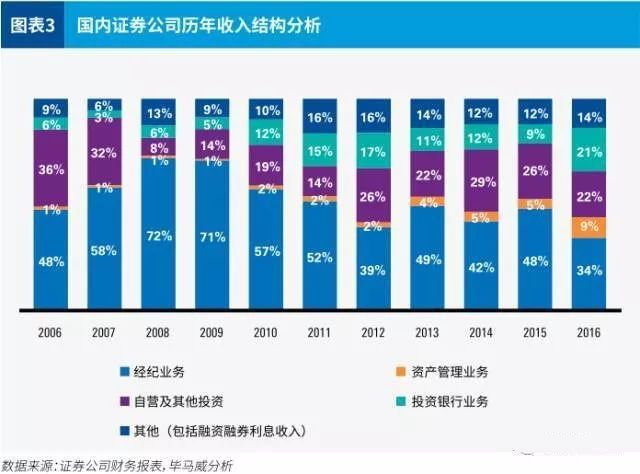 图表3 国内证券公司历年收入结构分析
9% 6% 13% 9% 10% 16% 16% 14% 12% 12% 14%
6% 3% 6% 5% 12% 15% 17% 11% 12% 9% 21%
36% 32% 8% 14% 19% 14% 26% 22% 29% 26% 22%
1% 1% 1% 1% 2% 2% 2% 4% 5% 5% 9%
48% 58% 72% 71% 57% 52% 39% 49% 42% 48% 34%
2006 2007 2008 2009 2010 2011 2012 2013 2014 2015 2016
经纪业务 资产管理业务
自营及其他投资 投资银行业务
其他（包括融资融券利息收入）
数据来源：证券公司财务报表，毕马威分析